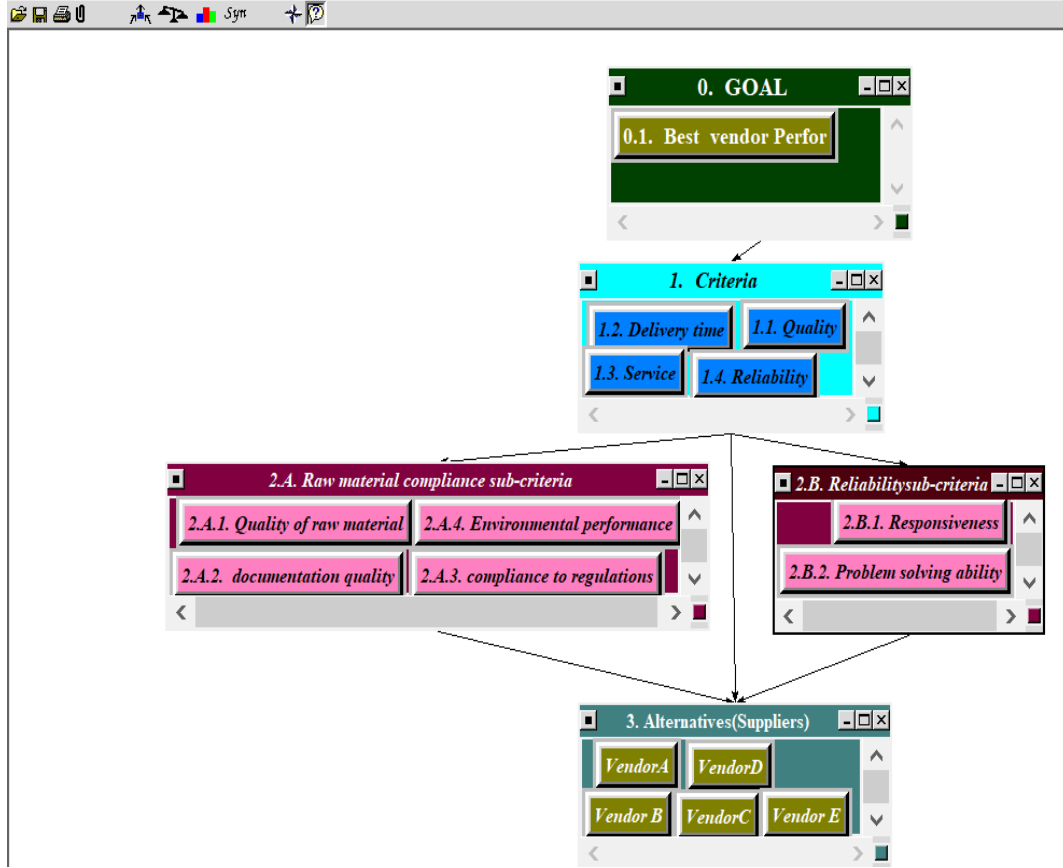 Syn
0. GOAL
0.1. Best vendor Perfor
1. Criteria
1.2. Delivery time 1.1. Quality
1.3. Service 1.4. Reliability
2.A. Raw material compliance sub-criteria
2.A.1. Quality of raw material 2.A.4. Environmental performance
2.A.2. documentation quality 2.A.3. compliance to regulations
2.B. Reliabilitysub-criteria
2.B.1. Responsiveness
2.B.2. Problem solving ability
3. Alternatives(Suppliers)
VendorA VendorD
Vendor B VendorC Vendor E